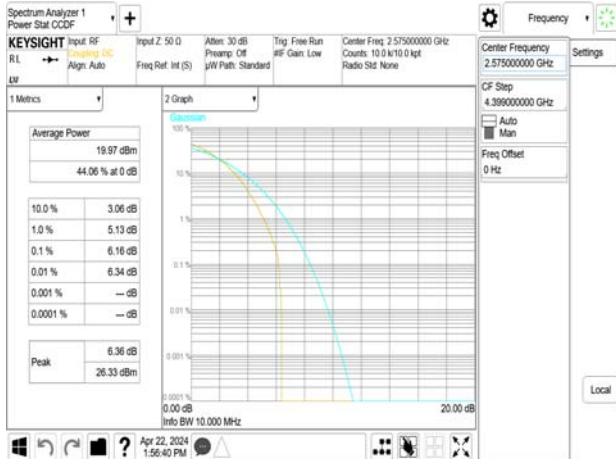 Spectrum Analyzer 1
Power Stat CCDF
+
Frequency
KEYSIGHT
Input: RF
Coupling: DC
Align: Auto
RL
Input Z: 50 Ω
Freq Ref: Int (S)
Atten: 30 dB
Preamp: Off
µW Path: Standard
Trig: Free Run
#IF Gain: Low
Center Freq: 2.575000000 GHz
Counts: 10.0 k/10.0 kpt
Radio Std: None
Center Frequency
2.575000000 GHz
Settings
CF Step
4.399000000 GHz
Auto
Man
Freq Offset
0 Hz
Local
1 Metrics
Average Power
19.97 dBm
44.06 % at 0 dB
10.0 % 3.06 dB
1.0 % 5.13 dB
0.1 % 6.16 dB
0.01 % 6.34 dB
0.001 % --- dB
0.0001 % --- dB
Peak
6.36 dB
26.33 dBm
2 Graph
Gaussian
100 %
10 %
1 %
0.1 %
0.01 %
0.001 %
0.0001 %
0.00 dB 20.00 dB
Info BW 10.000 MHz
?
Apr 22, 2024
1:56:40 PM